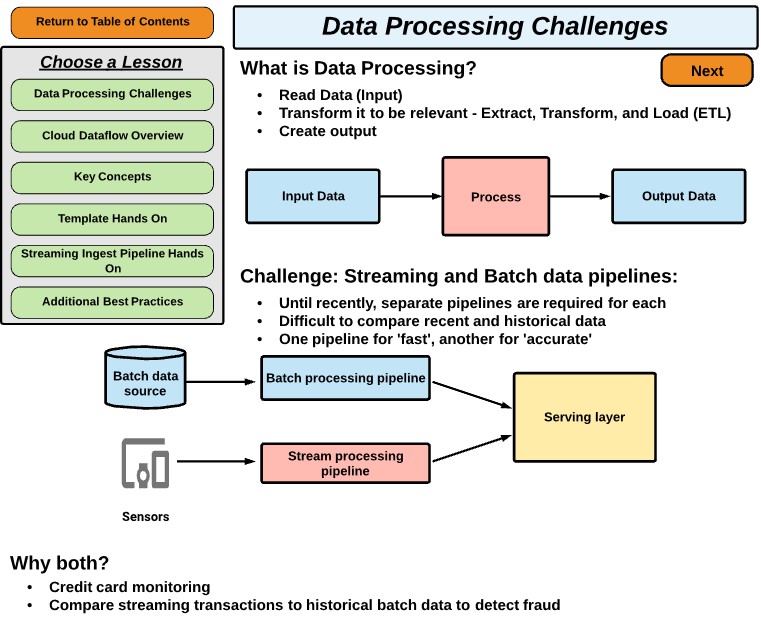 Return to Table of Contents
Data Processing Challenges
Choose a Lesson
Data Processing Challenges
Cloud Dataflow Overview
Key Concepts
Template Hands On
Streaming Ingest Pipeline Hands
On
Additional Best Practices
What is Data Processing?
Next
• Read Data (Input)
• Transform it to be relevant - Extract, Transform, and Load (ETL)
• Create output
Input Data
Process
Output Data
Challenge: Streaming and Batch data pipelines:
• Until recently, separate pipelines are required for each
• Difficult to compare recent and historical data
• One pipeline for 'fast', another for 'accurate'
Batch data
source
Batch processing pipeline
Serving layer
Stream processing
pipeline
Sensors
Why both?
• Credit card monitoring
• Compare streaming transactions to historical batch data to detect fraud